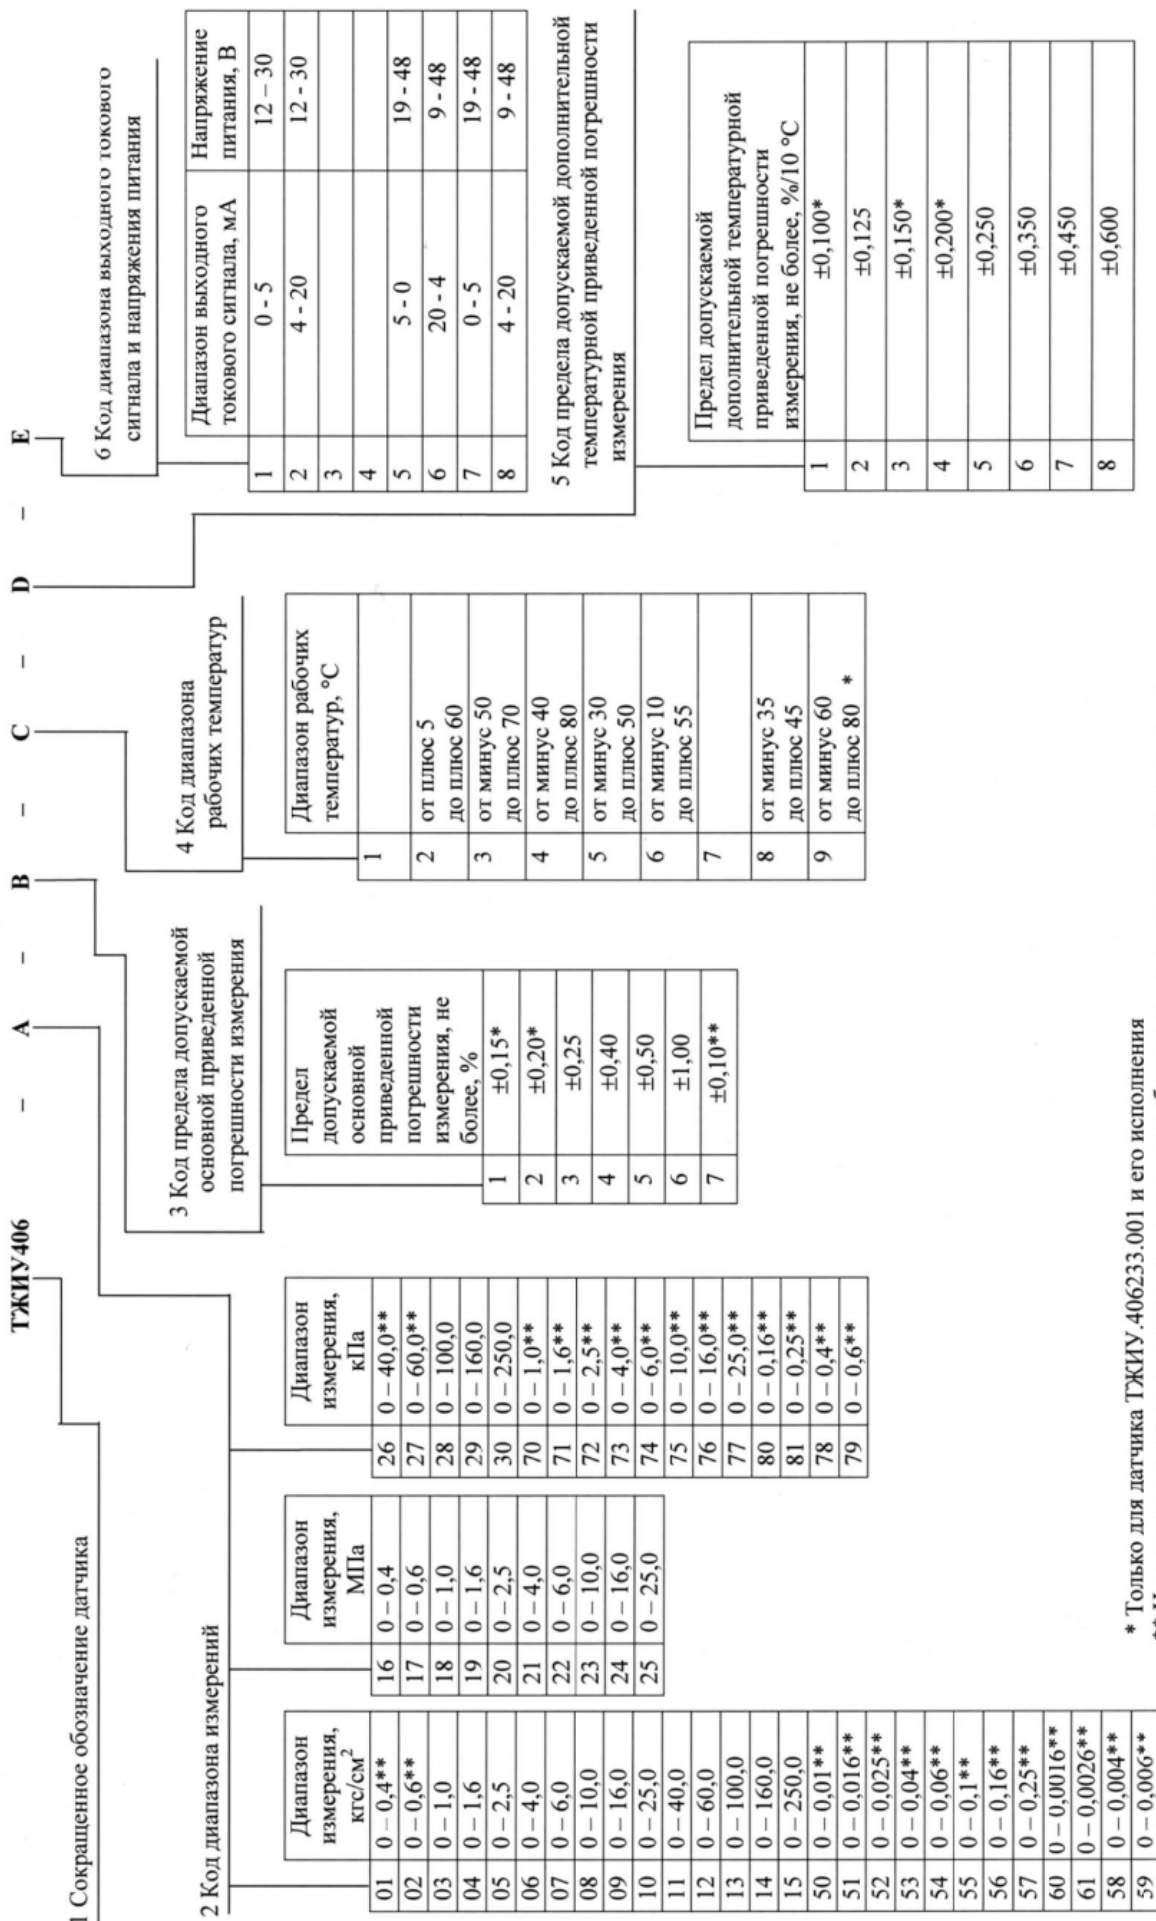 ТЖИУ406 – А – В – С – D – Е
1 Сокращенное обозначение датчика
2 Код диапазона измерений
Диапазон
измерения,
кгс/см²
01 0 – 0,4**
02 0 – 0,6**
03 0 – 1,0
04 0 – 1,6
05 0 – 2,5
06 0 – 4,0
07 0 – 6,0
08 0 – 10,0
09 0 – 16,0
10 0 – 25,0
11 0 – 40,0
12 0 – 60,0
13 0 – 100,0
14 0 – 160,0
15 0 – 250,0
50 0 – 0,01**
51 0 – 0,016**
52 0 – 0,025**
53 0 – 0,04**
54 0 – 0,06**
55 0 – 0,1**
56 0 – 0,16**
57 0 – 0,25**
60 0 – 0,0016**
61 0 – 0,0026**
58 0 – 0,004**
59 0 – 0,006**
Диапазон
измерения,
МПа
16 0 – 0,4
17 0 – 0,6
18 0 – 1,0
19 0 – 1,6
20 0 – 2,5
21 0 – 4,0
22 0 – 6,0
23 0 – 10,0
24 0 – 16,0
25 0 – 25,0
Диапазон
измерения,
кПа
26 0 – 40,0**
27 0 – 60,0**
28 0 – 100,0
29 0 – 160,0
30 0 – 250,0
70 0 – 1,0**
71 0 – 1,6**
72 0 – 2,5**
73 0 – 4,0**
74 0 – 6,0**
75 0 – 10,0**
76 0 – 16,0**
77 0 – 25,0**
80 0 – 0,16**
81 0 – 0,25**
78 0 – 0,4**
79 0 – 0,6**
3 Код предела допускаемой
основной приведенной
погрешности измерения
Предел
допускаемой
основной
приведенной
погрешности
измерения, не
более, %
1 ±0,15*
2 ±0,20*
3 ±0,25
4 ±0,40
5 ±0,50
6 ±1,00
7 ±0,10**
4 Код диапазона
рабочих температур
Диапазон рабочих
температур, °С
1
2 от плюс 5
до плюс 60
3 от минус 50
до плюс 70
4 от минус 40
до плюс 80
5 от минус 30
до плюс 50
6 от минус 10
до плюс 55
7
8 от минус 35
до плюс 45
9 от минус 60
до плюс 80 *
6 Код диапазона выходного токового
сигнала и напряжения питания
Диапазон выходного Напряжение
токового сигнала, мА питания, В
1 0 - 5 12 – 30
2 4 - 20 12 - 30
3
4
5 5 - 0 19 - 48
6 20 - 4 9 - 48
7 0 - 5 19 - 48
8 4 - 20 9 - 48
5 Код предела допускаемой дополнительной
температурной приведенной погрешности
измерения
Предел допускаемой
дополнительной температурной
приведенной погрешности
измерения, не более, %/10 °С
1 ±0,100*
2 ±0,125
3 ±0,150*
4 ±0,200*
5 ±0,250
6 ±0,350
7 ±0,450
8 ±0,600
* Только для датчика ТЖИУ.406233.001 и его исполнения